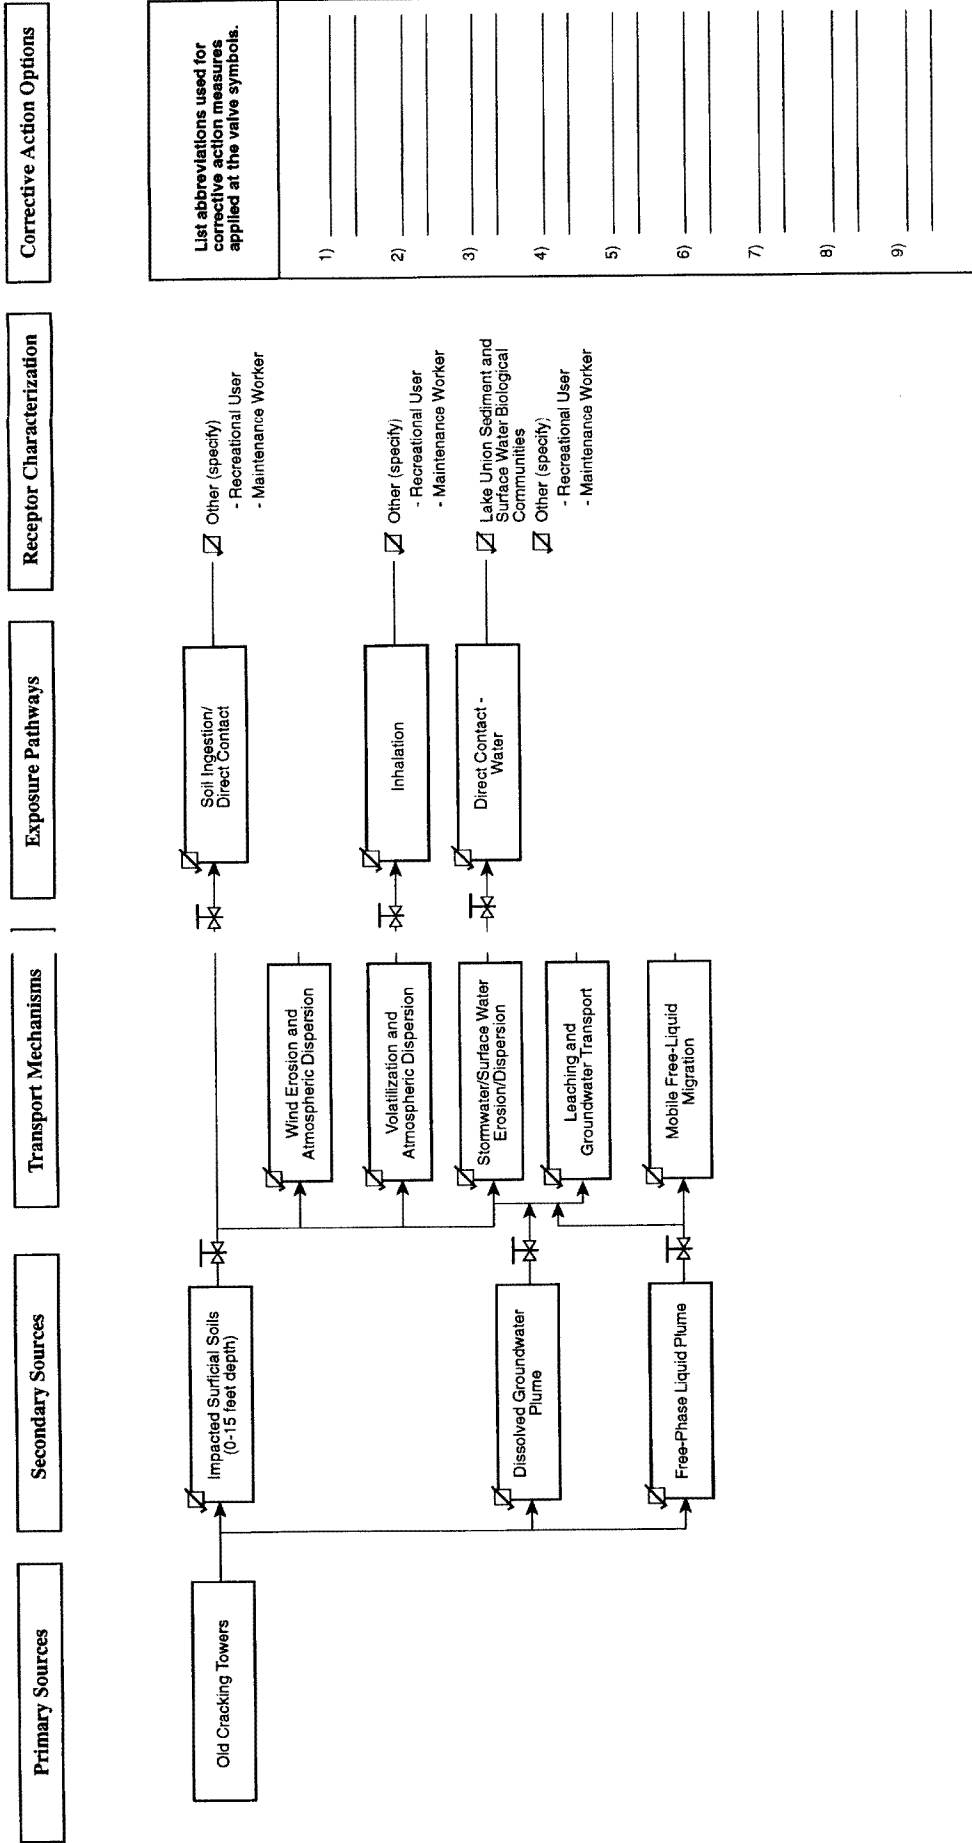 Primary Sources
Secondary Sources
Transport Mechanisms
Exposure Pathways
Receptor Characterization
Corrective Action Options
Old Cracking Towers
Impacted Surficial Soils
(0-15 feet depth)
Dissolved Groundwater
Plume
Free-Phase Liquid Plume
Wind Erosion and
Atmospheric Dispersion
Volatilization and
Atmospheric Dispersion
Stormwater/Surface Water
Erosion/Dispersion
Leaching and
Groundwater Transport
Mobile Free-Liquid
Migration
Soil Ingestion/
Direct Contact
Inhalation
Direct Contact -
Water
Other (specify)
- Recreational User
- Maintenance Worker
Other (specify)
- Recreational User
- Maintenance Worker
Lake Union Sediment and
Surface Water Biological
Communities
Other (specify)
- Recreational User
- Maintenance Worker
List abbreviations used for
corrective action measures
applied at the valve symbols.
1)
2)
3)
4)
5)
6)
7)
8)
9)